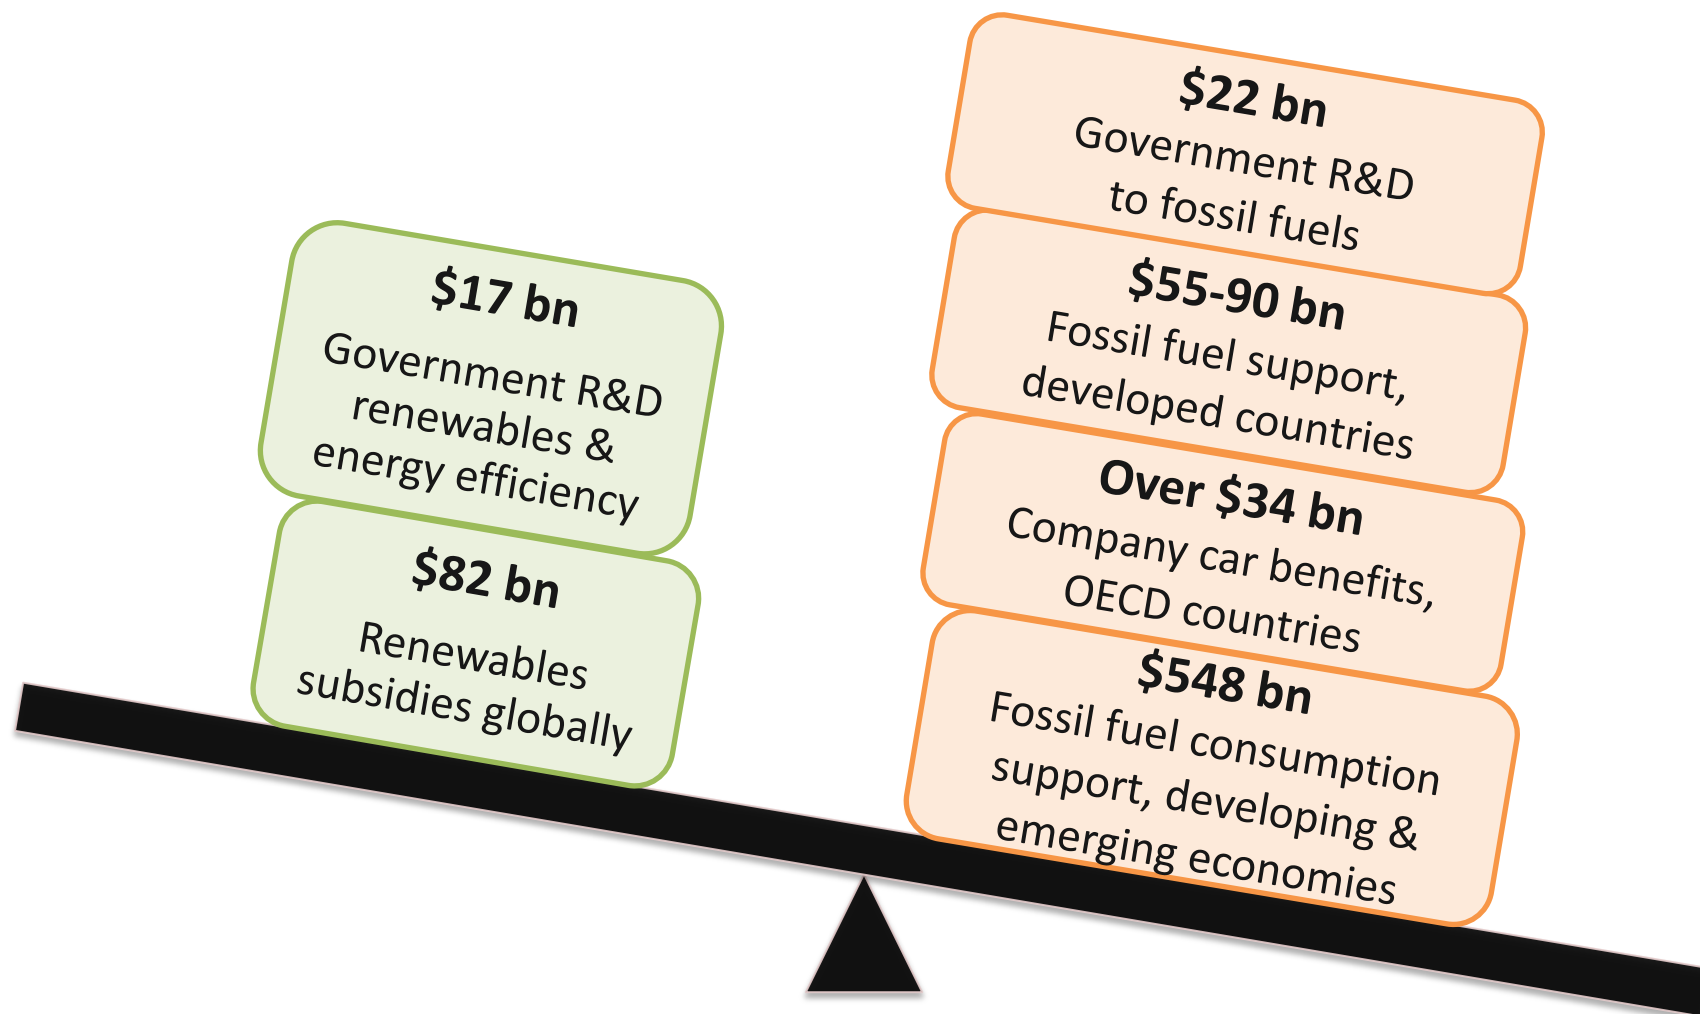 $17 bn
Government R&D
renewables &
energy efficiency
$82 bn
Renewables
subsidies globally
$22 bn
Government R&D
to fossil fuels
$55-90 bn
Fossil fuel support,
developed countries
Over $34 bn
Company car benefits,
OECD countries
$548 bn
Fossil fuel consumption
support, developing &
emerging economies